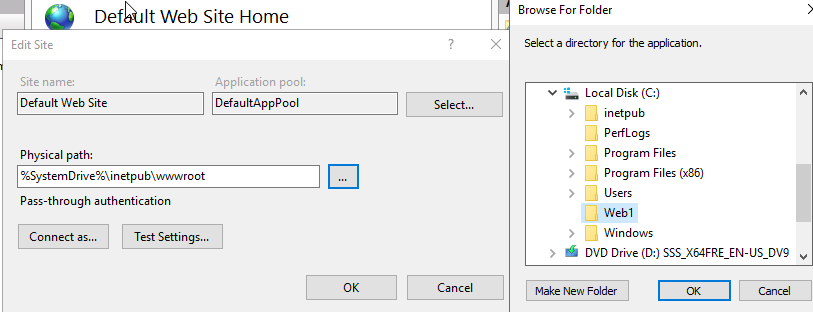 Default Web Site Home
Edit Site
?
Site name:
Application pool:
Default Web Site
DefaultAppPool
Select...
Physical path:
%SystemDrive%\inetpub\wwwroot
...
Pass-through authentication
Connect as...
Test Settings...
OK
Cancel
Browse For Folder
Select a directory for the application.
Local Disk (C:)
inetpub
PerfLogs
Program Files
Program Files (x86)
Users
Web1
Windows
DVD Drive (D:) SSS_X64FRE_EN-US_DV9
Make New Folder
OK
Cancel